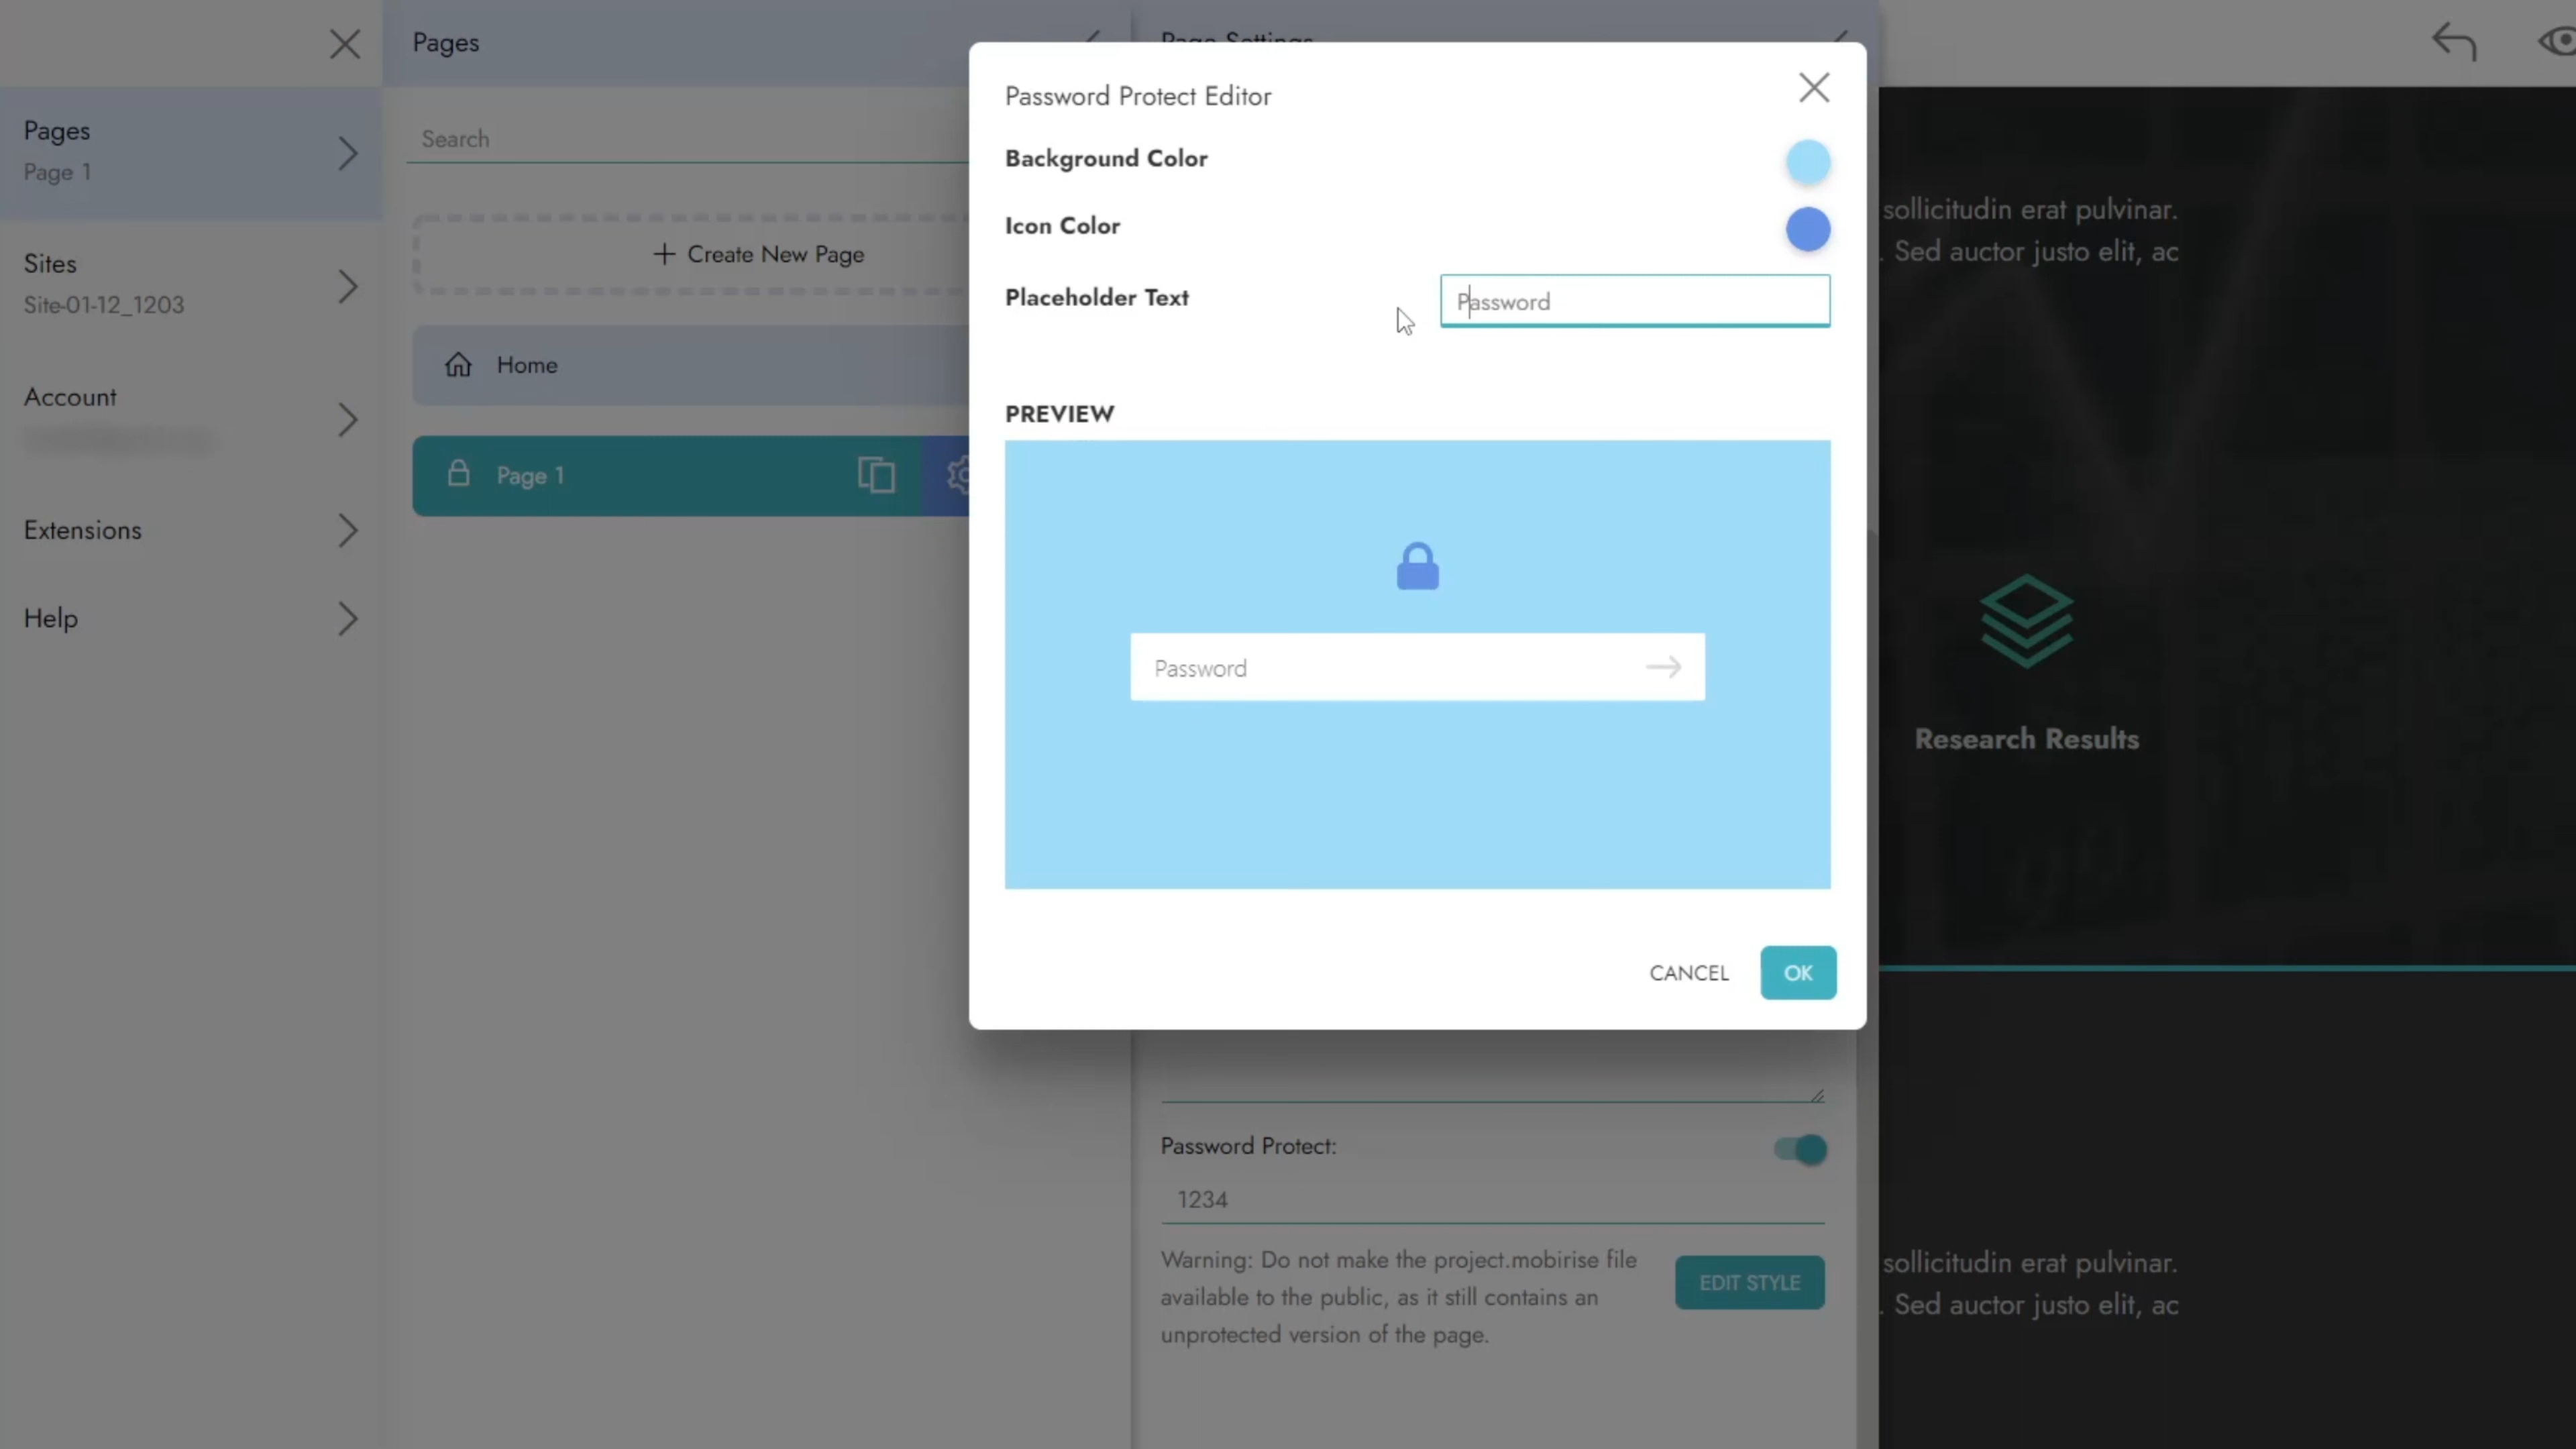 Pages
Page 1
Sites
Site-01-12_1203
Account
Extensions
Help
Pages
Search
Create New Page
Home
Page 1
Page Settings
Password Protect Editor
Background Color
Icon Color
Placeholder Text
Password
PREVIEW
Password
CANCEL
OK
Password Protect:
1234
Warning: Do not make the project.mobirise file
available to the public, as it still contains an
unprotected version of the page.
EDIT STYLE
sollicitudin erat pulvinar.
. Sed auctor justo elit, ac
Research Results
sollicitudin erat pulvinar.
. Sed auctor justo elit, ac